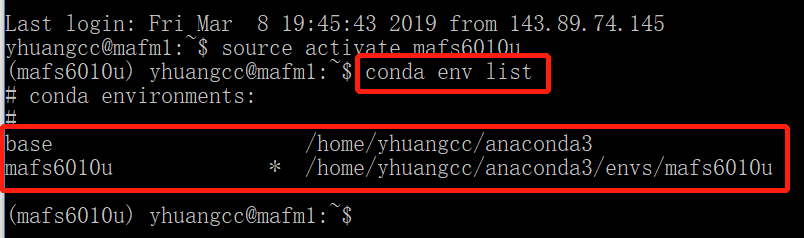 Last login: Fri Mar  8 19:45:43 2019 from 143.89.74.145
yhuangcc@mafm1:~$ source activate mafs6010u
(mafs6010u) yhuangcc@mafm1:~$ conda env list
# conda environments:
#
base                     /home/yhuangcc/anaconda3
mafs6010u             *  /home/yhuangcc/anaconda3/envs/mafs6010u
(mafs6010u) yhuangcc@mafm1:~$